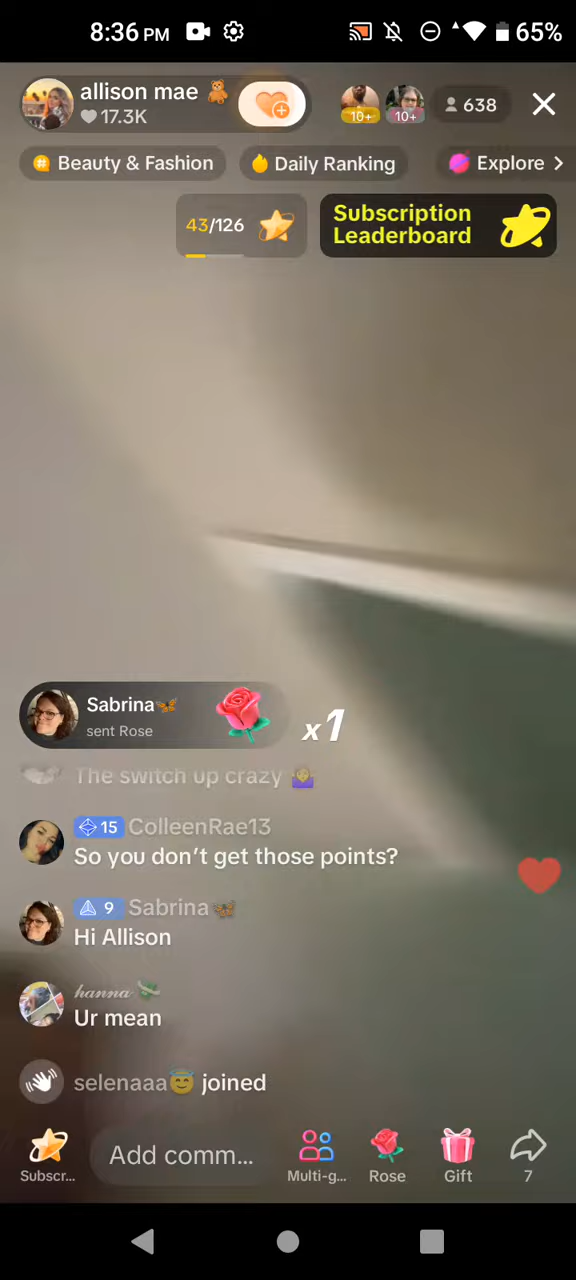 8:36 PM 65%
allison mae 🧸
17.3K
10+ 10+ 638
Beauty & Fashion Daily Ranking Explore >
43/126
Subscription
Leaderboard
Sabrina🦋
sent Rose
x1
The switch up crazy 🤷‍♀️
15 ColleenRae13
So you don't get those points?
9 Sabrina🦋
Hi Allison
𝒽𝒶𝓃𝓃𝒶 💸
Ur mean
selenaaa😇 joined
Add comm...
Subscr... Multi-g... Rose Gift 7